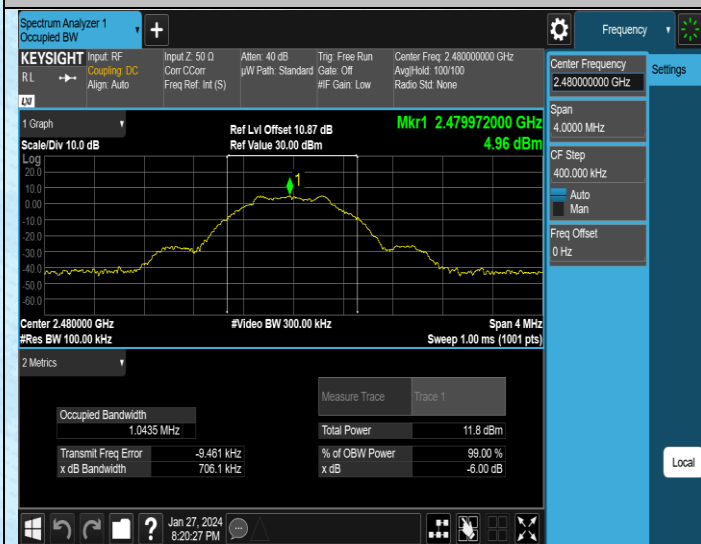 Spectrum Analyzer 1
Occupied BW
Frequency
KEYSIGHT
R L
LXI
Input: RF
Coupling: DC
Align: Auto
Input Z: 50 Ω
Corr CCorr
Freq Ref: Int (S)
Atten: 40 dB
µW Path: Standard
Trig: Free Run
Gate: Off
#IF Gain: Low
Center Freq: 2.480000000 GHz
Avg|Hold: 100/100
Radio Std: None
Center Frequency
2.480000000 GHz
Settings
Span
4.0000 MHz
CF Step
400.000 kHz
Auto
Man
Freq Offset
0 Hz
Local
1 Graph
Scale/Div 10.0 dB
Ref Lvl Offset 10.87 dB
Ref Value 30.00 dBm
Mkr1 2.479972000 GHz
4.96 dBm
Log
20.0
10.0
0.00
-10.0
-20.0
-30.0
-40.0
-50.0
-60.0
1
Center 2.480000 GHz
#Video BW 300.00 kHz
Span 4 MHz
#Res BW 100.00 kHz
Sweep 1.00 ms (1001 pts)
2 Metrics
Measure Trace
Trace 1
Occupied Bandwidth
1.0435 MHz
Total Power
11.8 dBm
Transmit Freq Error
-9.461 kHz
% of OBW Power
99.00 %
x dB Bandwidth
706.1 kHz
x dB
-6.00 dB
?
Jan 27, 2024
8:20:27 PM